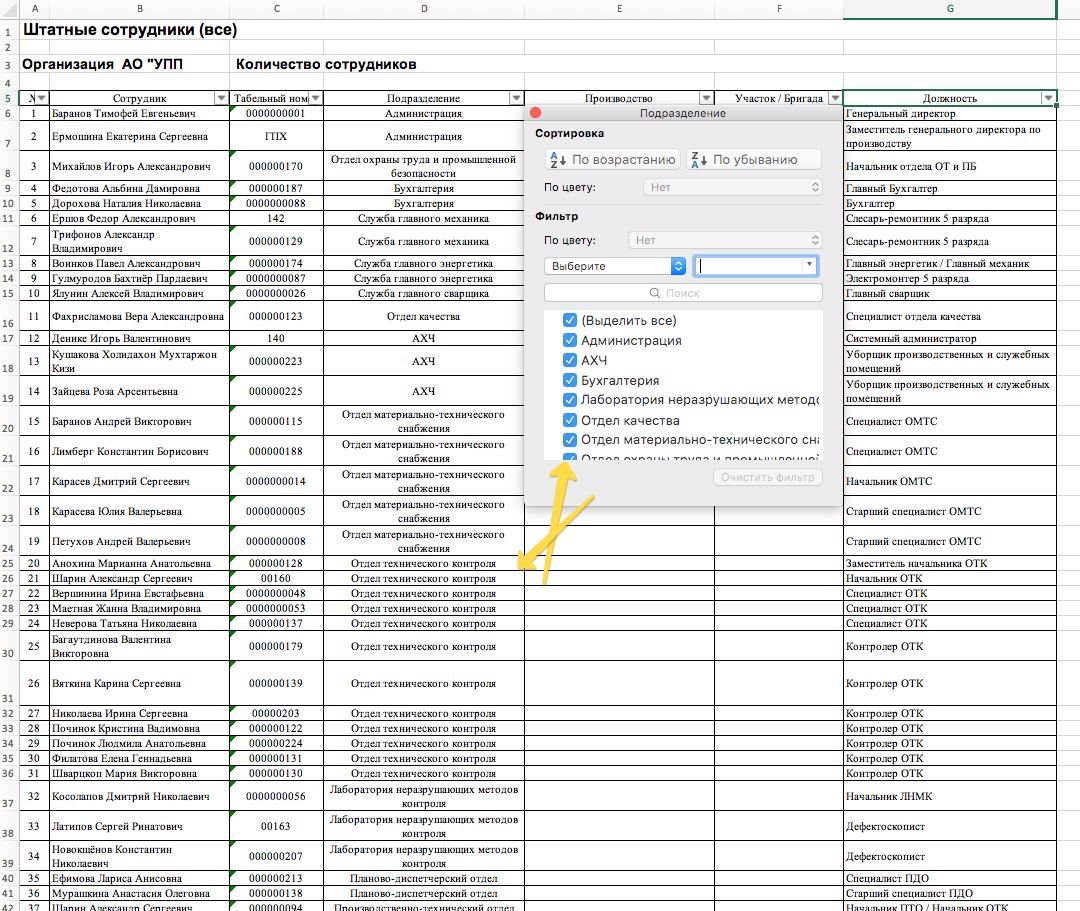 A B C D E F G
1 Штатные сотрудники (все)
2
3 Организация АО "УПП Количество сотрудников
4
5 № Сотрудник Табельный ном Подразделение Производство Участок / Бригада Должность
6 1 Баранов Тимофей Евгеньевич 0000000001 Администрация Генеральный директор
7 2 Ермошина Екатерина Сергеевна ГПХ Администрация Заместитель генерального директора по
производству
8 3 Михайлов Игорь Александрович 000000170 Отдел охраны труда и промышленной
безопасности Начальник отдела ОТ и ПБ
9 4 Федотова Альбина Дамировна 000000187 Бухгалтерия Главный Бухгалтер
10 5 Дорохова Наталия Николаевна 0000000088 Бухгалтерия Бухгалтер
11 6 Ершов Федор Александрович 142 Служба главного механика Слесарь-ремонтник 5 разряда
12 7 Трифонов Александр
Владимирович 000000129 Служба главного механика Слесарь-ремонтник 5 разряда
13 8 Воинков Павел Александрович 000000174 Служба главного энергетика Главный энергетик / Главный механик
14 9 Гулмуродов Бахтиёр Пардаевич 0000000087 Служба главного энергетика Электромонтер 5 разряда
15 10 Ялунин Алексей Владимирович 0000000026 Служба главного сварщика Главный сварщик
16 11 Фахрисламова Вера Александровна 000000123 Отдел качества Специалист отдела качества
17 12 Денике Игорь Валентинович 140 АХЧ Системный администратор
18 13 Кушакова Холидахон Мухтаржон
Кизи 000000223 АХЧ Уборщик производственных и служебных
помещений
19 14 Зайцева Роза Арсентьевна 000000225 АХЧ Уборщик производственных и служебных
помещений
20 15 Баранов Андрей Викторович 000000115 Отдел материально-технического
снабжения Специалист ОМТС
21 16 Лимберг Константин Борисович 000000188 Отдел материально-технического
снабжения Специалист ОМТС
22 17 Карасев Дмитрий Сергеевич 0000000014 Отдел материально-технического
снабжения Начальник ОМТС
23 18 Карасева Юлия Валерьевна 0000000005 Отдел материально-технического
снабжения Старший специалист ОМТС
24 19 Петухов Андрей Валерьевич 0000000008 Отдел материально-технического
снабжения Старший специалист ОМТС
25 20 Анохина Марианна Анатольевна 000000128 Отдел технического контроля Заместитель начальника ОТК
26 21 Шарин Александр Сергеевич 00160 Отдел технического контроля Начальник ОТК
27 22 Вершинина Ирина Евстафьевна 0000000048 Отдел технического контроля Специалист ОТК
28 23 Маетная Жанна Владимировна 0000000053 Отдел технического контроля Специалист ОТК
29 24 Неверова Татьяна Николаевна 000000137 Отдел технического контроля Специалист ОТК
30 25 Багаутдинова Валентина
Викторовна 000000179 Отдел технического контроля Контролер ОТК
31 26 Вяткина Карина Сергеевна 000000139 Отдел технического контроля Контролер ОТК
32 27 Николаева Ирина Сергеевна 00000203 Отдел технического контроля Контролер ОТК
33 28 Починок Кристина Вадимовна 000000122 Отдел технического контроля Контролер ОТК
34 29 Починок Людмила Анатольевна 000000224 Отдел технического контроля Контролер ОТК
35 30 Филатова Елена Геннадьевна 000000131 Отдел технического контроля Контролер ОТК
36 31 Шварцкоп Мария Викторовна 000000130 Отдел технического контроля Контролер ОТК
37 32 Косолапов Дмитрий Николаевич 0000000056 Лаборатория неразрушающих методов
контроля Начальник ЛНМК
38 33 Латипов Сергей Ринатович 00163 Лаборатория неразрушающих методов
контроля Дефектоскопист
39 34 Новокщёнов Константин
Николаевич 000000207 Лаборатория неразрушающих методов
контроля Дефектоскопист
40 35 Ефимова Лариса Анисовна 000000213 Планово-диспетчерский отдел Специалист ПДО
41 36 Мурашкина Анастасия Олеговна 000000138 Планово-диспетчерский отдел Старший специалист ПДО
42 37 Шарин Александр Сергеевич 000000094 Производственно-технический отдел Начальник ПТО / Начальник ОТК
Подразделение
Сортировка
По возрастанию По убыванию
По цвету: Нет
Фильтр
По цвету: Нет
Выберите
Поиск
(Выделить все)
Администрация
АХЧ
Бухгалтерия
Лаборатория неразрушающих методо
Отдел качества
Отдел материально-технического сна
Отдел охраны труда и промышленной
Очистить фильтр